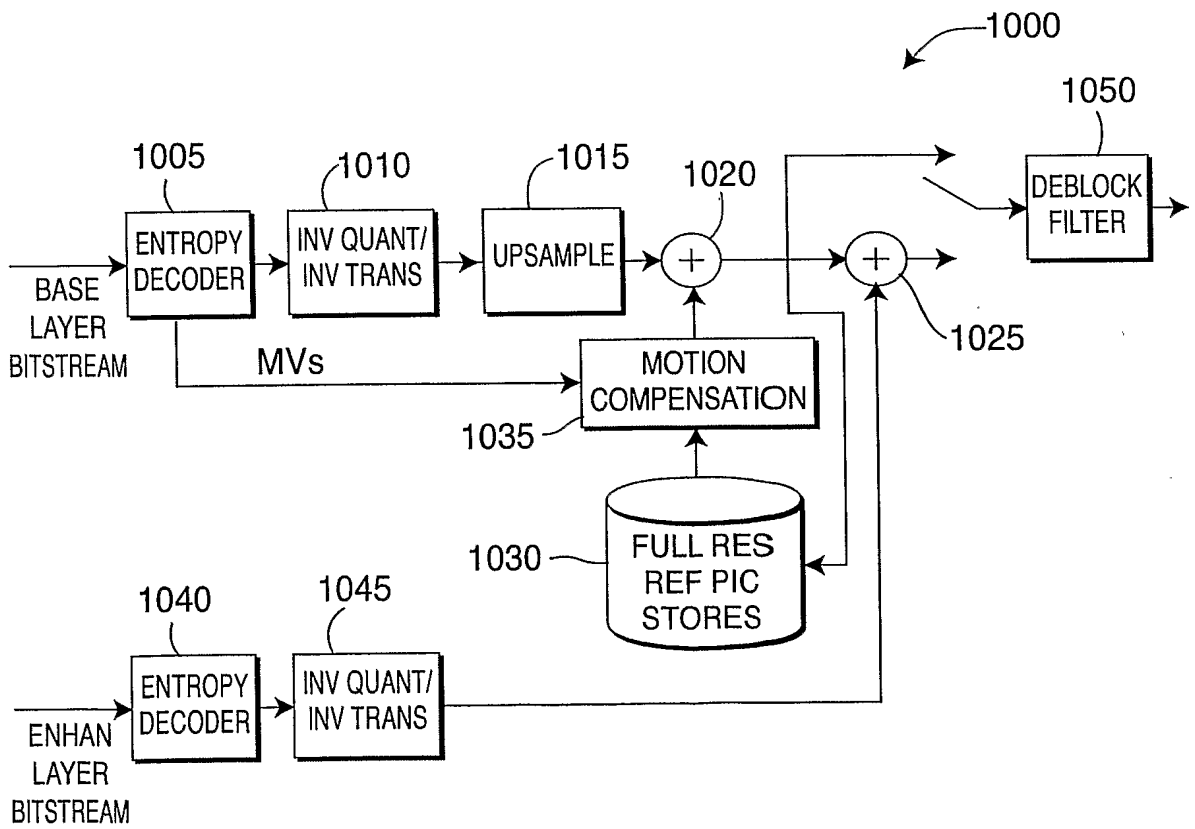 1000
1050
DEBLOCK
FILTER
1005
1010
1015
1020
ENTROPY
DECODER
INV QUANT/
INV TRANS
UPSAMPLE
+
+
1025
BASE
LAYER
BITSTREAM
MVs
MOTION
COMPENSATION
1035
1030
FULL RES
REF PIC
STORES
1040
1045
ENTROPY
DECODER
INV QUANT/
INV TRANS
ENHAN
LAYER
BITSTREAM